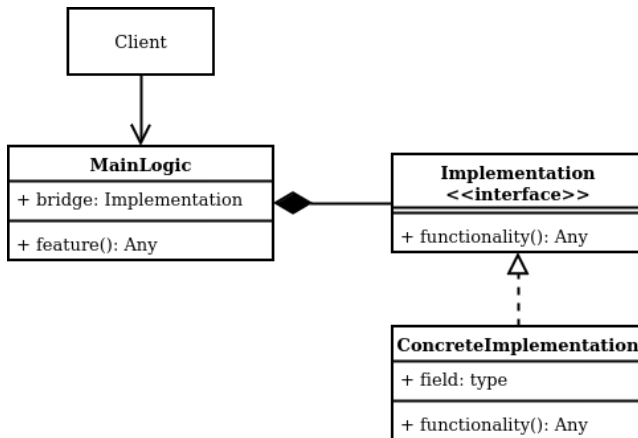 Client
MainLogic
+ bridge: Implementation
+ feature(): Any
Implementation
<<interface>>
+ functionality(): Any
ConcreteImplementation
+ field: type
+ functionality(): Any